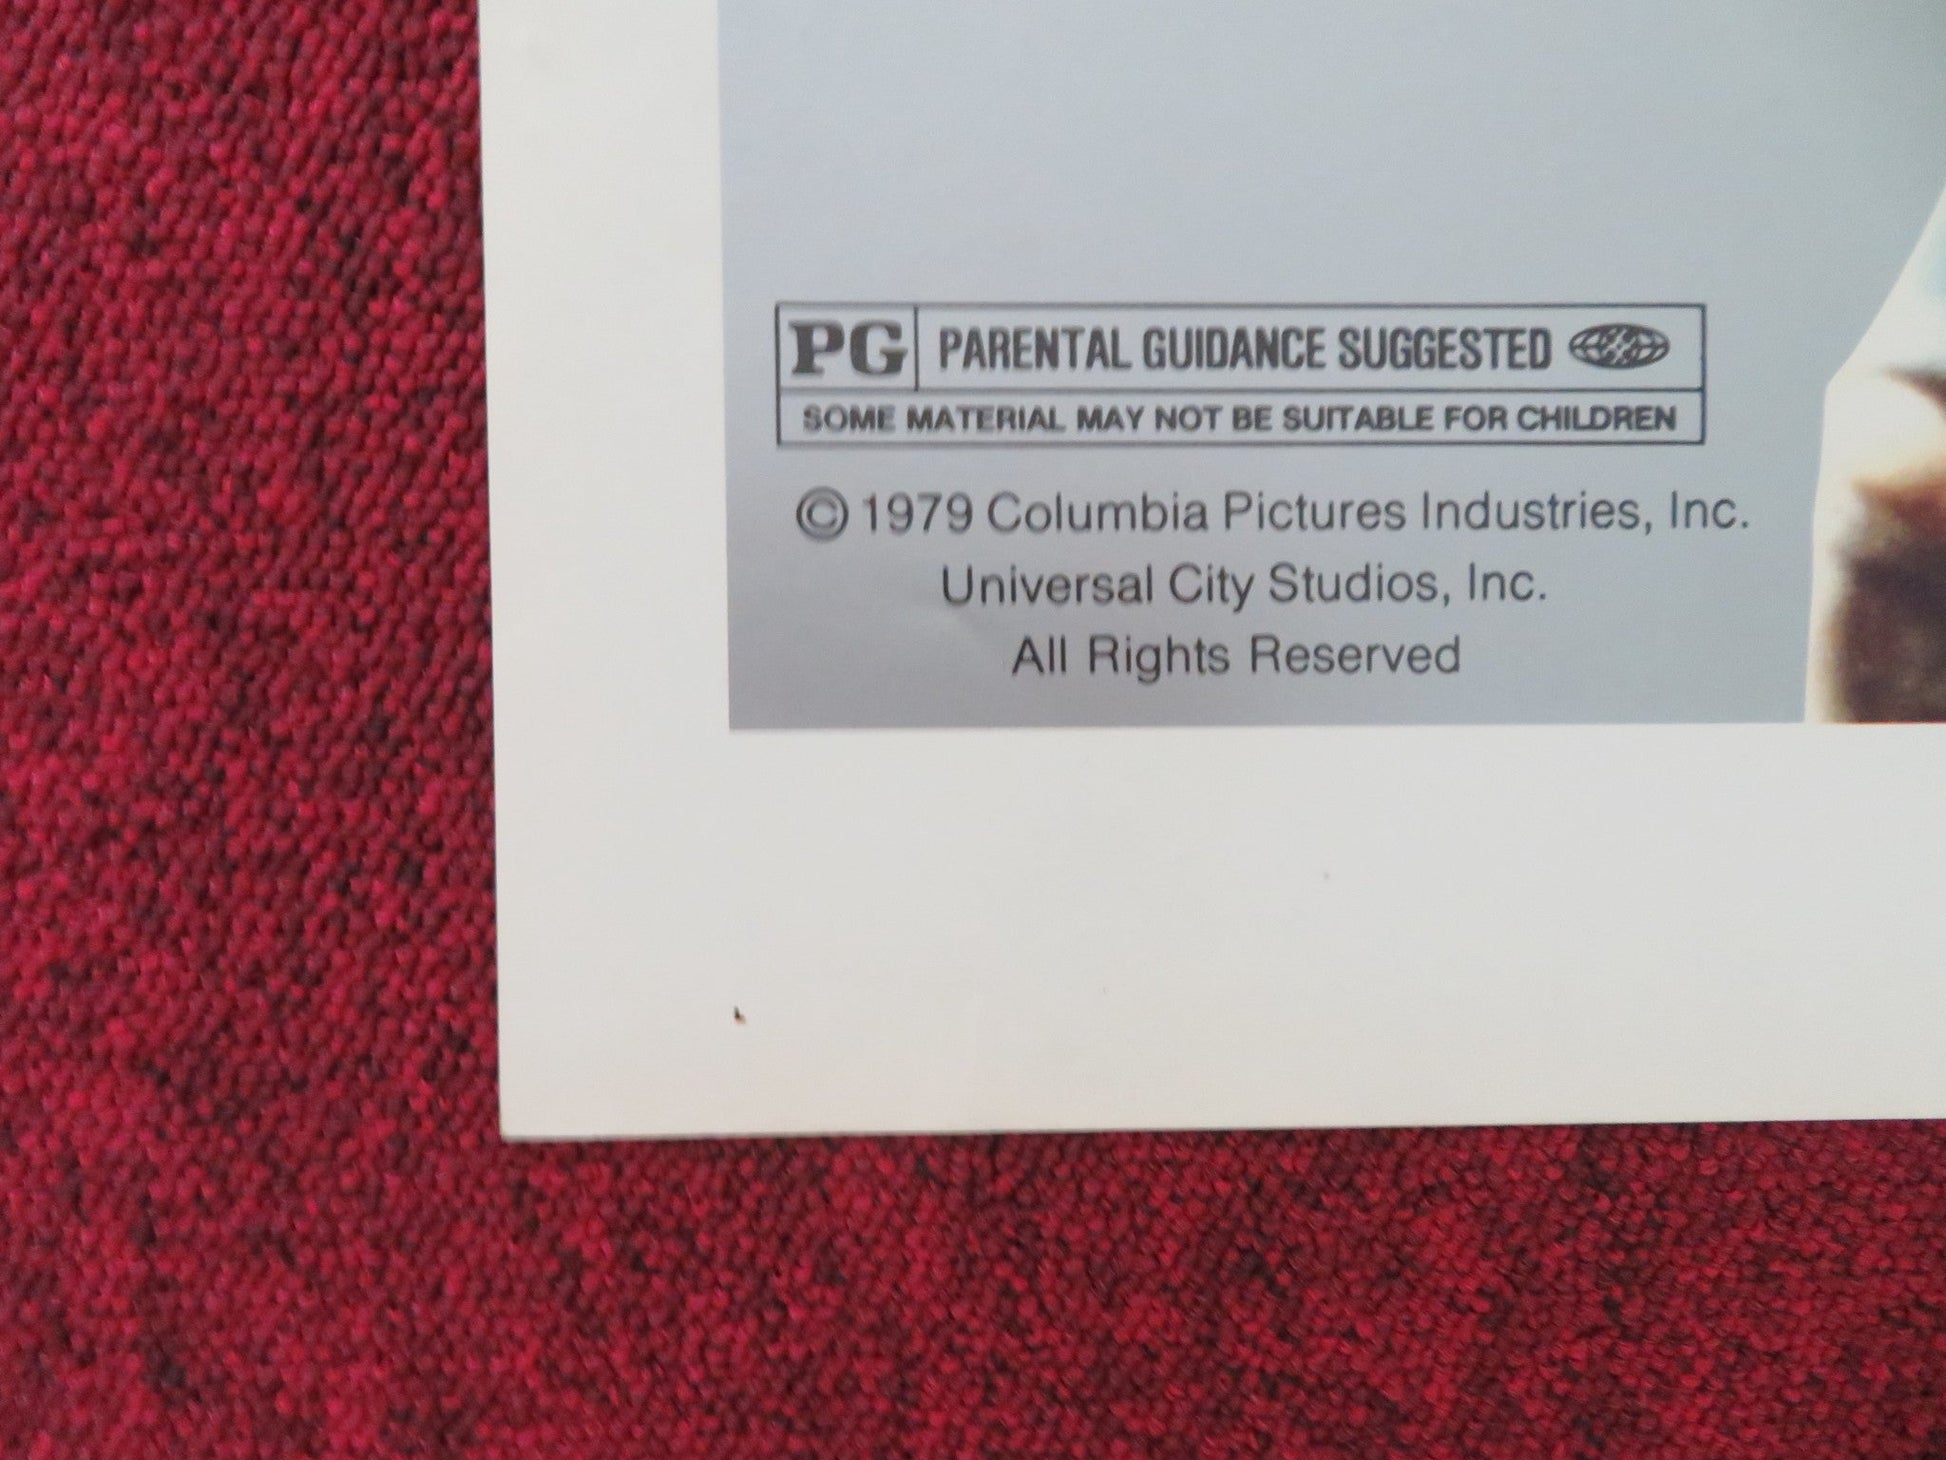 PG PARENTAL GUIDANCE SUGGESTED
SOME MATERIAL MAY NOT BE SUITABLE FOR CHILDREN
© 1979 Columbia Pictures Industries, Inc.
Universal City Studios, Inc.
All Rights Reserved